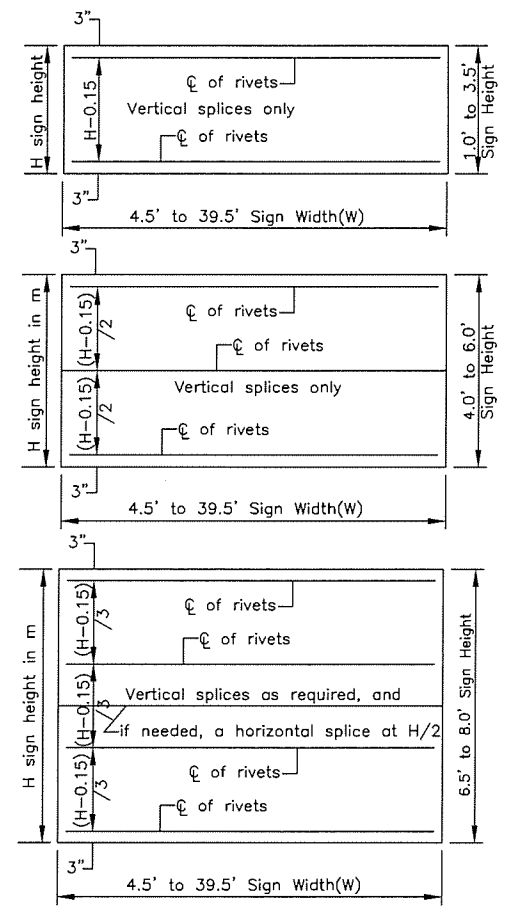 3"
H sign height
H-0.15
℄ of rivets
Vertical splices only
℄ of rivets
1.0' to 3.5'
Sign Height
3"
4.5' to 39.5' Sign Width(W)
3"
H sign height in m
(H-0.15)
/2
℄ of rivets
℄ of rivets
(H-0.15)
/2
Vertical splices only
℄ of rivets
4.0' to 6.0'
Sign Height
3"
4.5' to 39.5' Sign Width(W)
3"
H sign height in m
(H-0.15)
/3
℄ of rivets
℄ of rivets
(H-0.15)
/3
Vertical splices as required, and
if needed, a horizontal splice at H/2
(H-0.15)
/3
℄ of rivets
℄ of rivets
6.5' to 8.0' Sign Height
3"
4.5' to 39.5' Sign Width(W)